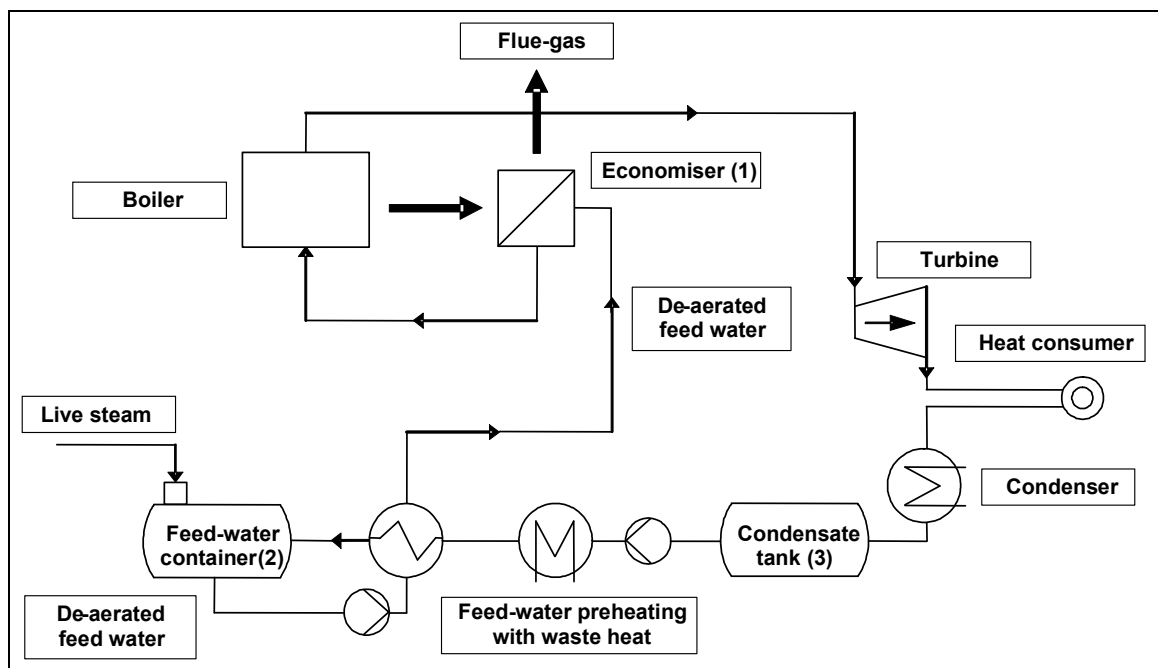 Flue-gas
Economiser (1)
Boiler
Turbine
De-aerated
feed water
Heat consumer
Live steam
Condenser
Feed-water
container(2)
Condensate
tank (3)
De-aerated
feed water
Feed-water preheating
with waste heat